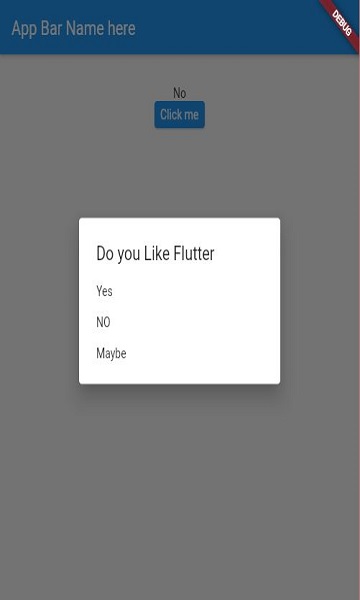 App Bar Name here
DEBUG
No
Click me
Do you Like Flutter
Yes
NO
Maybe